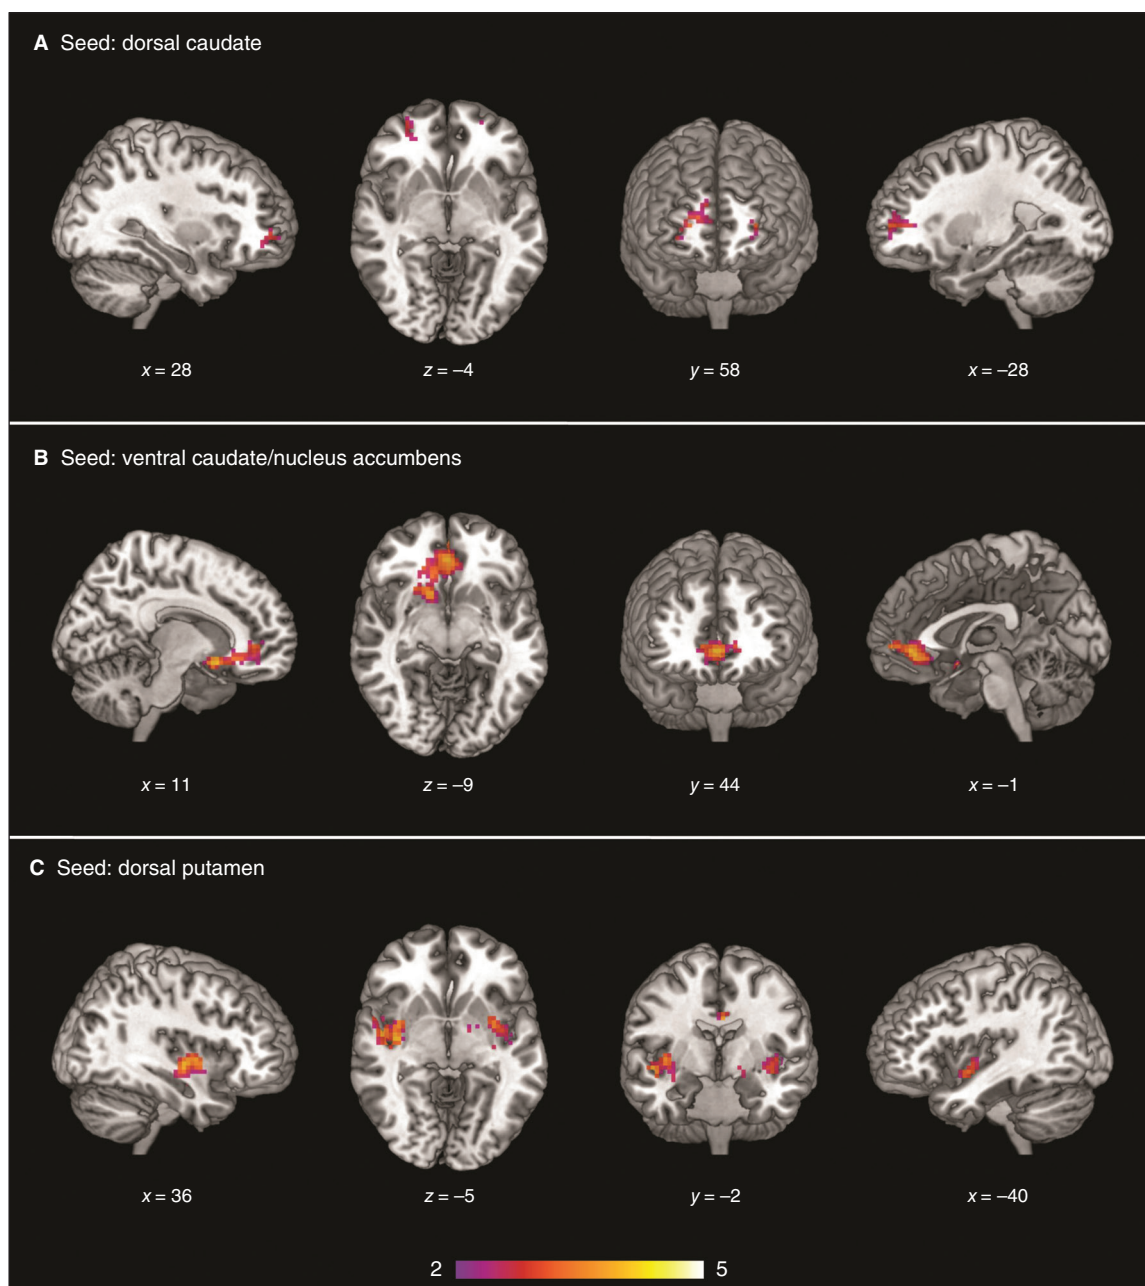 A Seed: dorsal caudate
x = 28
z = –4
y = 58
x = –28
B Seed: ventral caudate/nucleus accumbens
x = 11
z = –9
y = 44
x = –1
C Seed: dorsal putamen
x = 36
z = –5
y = –2
x = –40
2 5